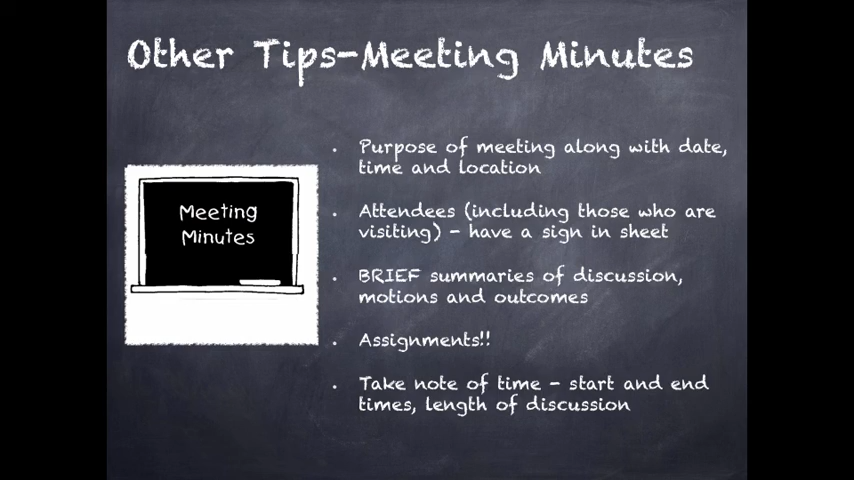 Other Tips-Meeting Minutes
Meeting
Minutes
• Purpose of meeting along with date,
time and location
• Attendees (including those who are
visiting) - have a sign in sheet
• BRIEF summaries of discussion,
motions and outcomes
• Assignments!!
• Take note of time - start and end
times, length of discussion